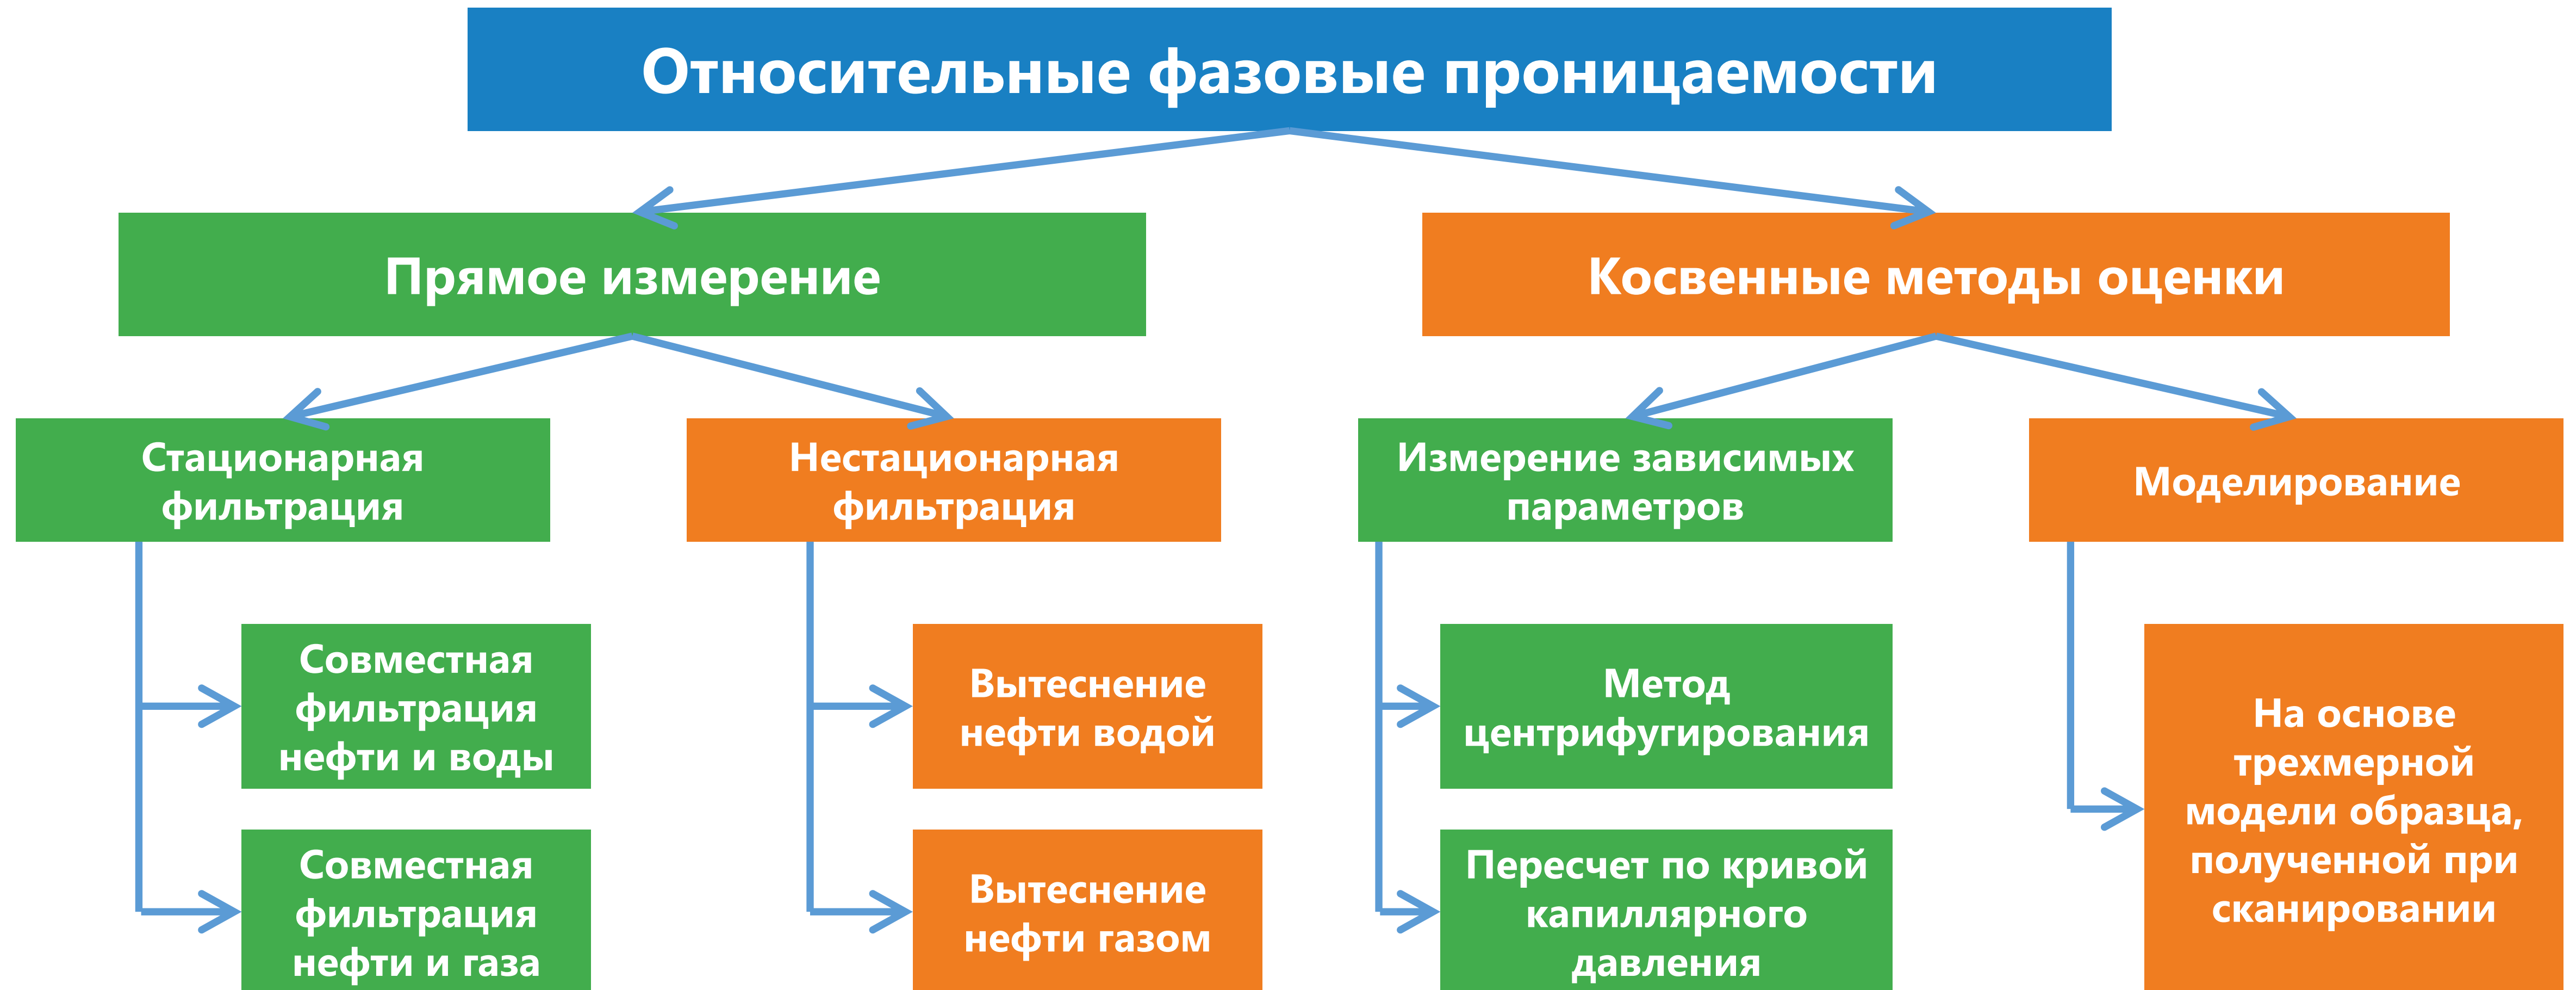 Относительные фазовые проницаемости
Прямое измерение
Косвенные методы оценки
Стационарная
фильтрация
Нестационарная
фильтрация
Измерение зависимых
параметров
Моделирование
Совместная
фильтрация
нефти и воды
Вытеснение
нефти водой
Метод
центрифугирования
На основе
трехмерной
модели образца,
полученной при
сканировании
Совместная
фильтрация
нефти и газа
Вытеснение
нефти газом
Пересчет по кривой
капиллярного
давления